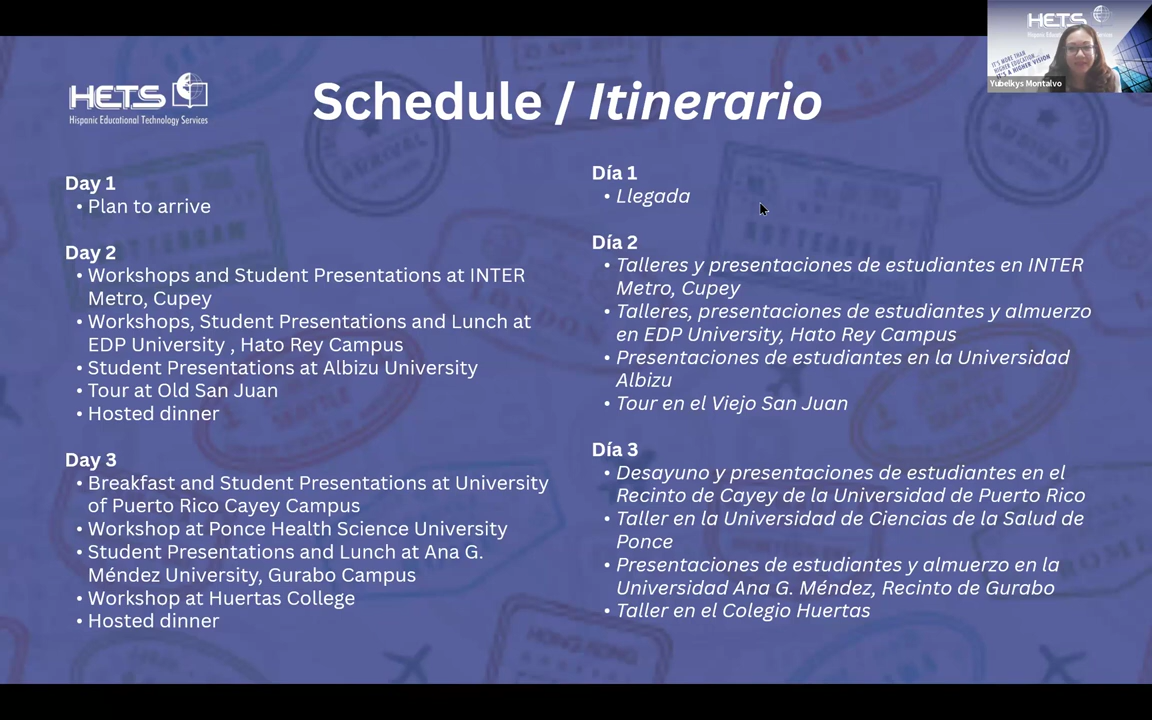 HETS
Hispanic Educational Technology Services
Schedule / Itinerario
Day 1
• Plan to arrive
Day 2
• Workshops and Student Presentations at INTER
Metro, Cupey
• Workshops, Student Presentations and Lunch at
EDP University , Hato Rey Campus
• Student Presentations at Albizu University
• Tour at Old San Juan
• Hosted dinner
Day 3
• Breakfast and Student Presentations at University
of Puerto Rico Cayey Campus
• Workshop at Ponce Health Science University
• Student Presentations and Lunch at Ana G.
Méndez University, Gurabo Campus
• Workshop at Huertas College
• Hosted dinner
Día 1
• Llegada
Día 2
• Talleres y presentaciones de estudiantes en INTER
Metro, Cupey
• Talleres, presentaciones de estudiantes y almuerzo
en EDP University, Hato Rey Campus
• Presentaciones de estudiantes en la Universidad
Albizu
• Tour en el Viejo San Juan
Día 3
• Desayuno y presentaciones de estudiantes en el
Recinto de Cayey de la Universidad de Puerto Rico
• Taller en la Universidad de Ciencias de la Salud de
Ponce
• Presentaciones de estudiantes y almuerzo en la
Universidad Ana G. Méndez, Recinto de Gurabo
• Taller en el Colegio Huertas
HETS
IT'S MORE THAN
HIGHER EDUCATION
IT'S A HIGHER VISION
Yubelkys Montalvo